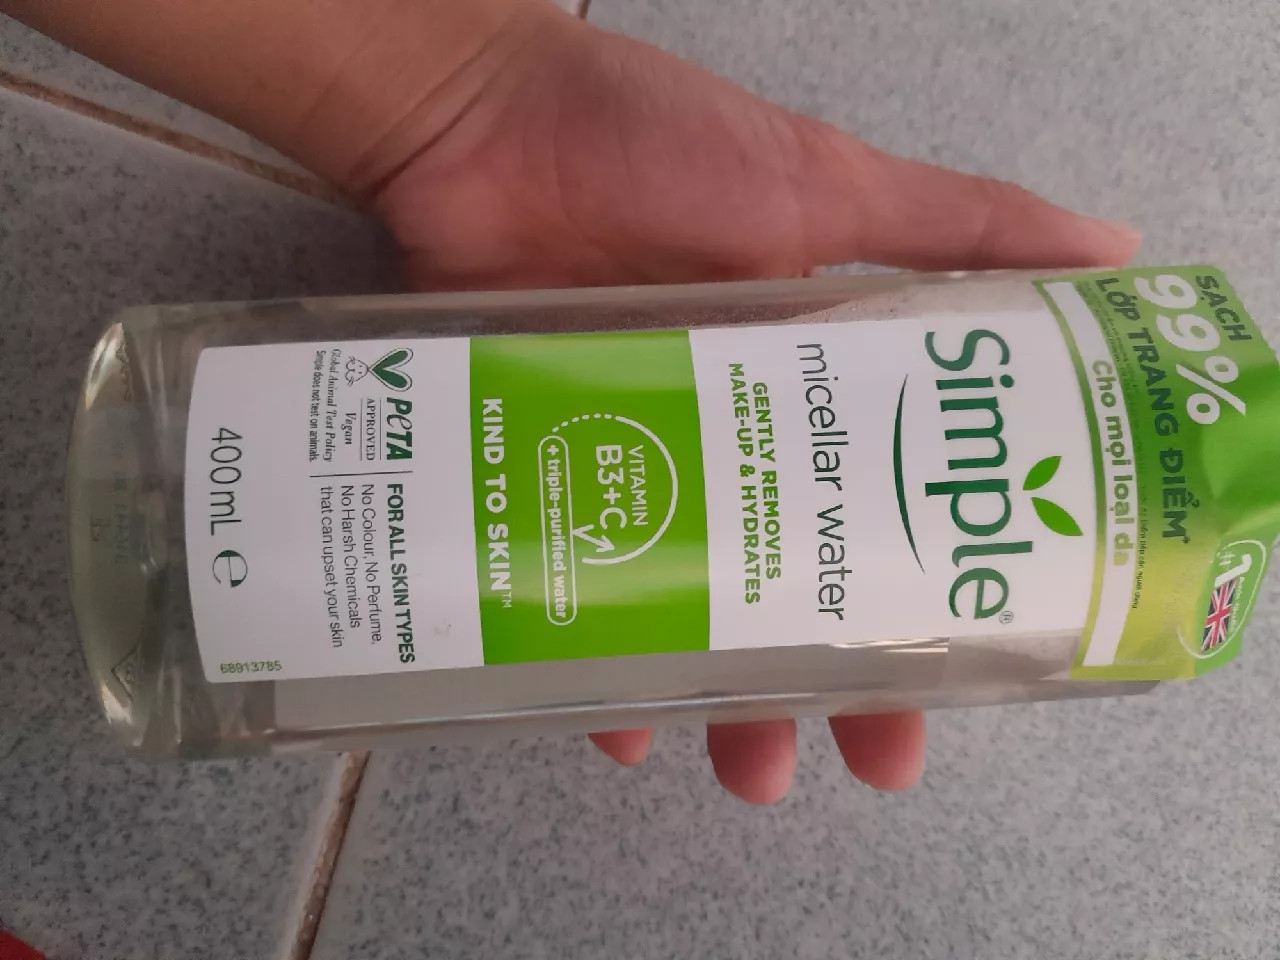 SẠCH
99%
LỚP TRANG ĐIỂM*
Cho mọi loại da
Simple®
micellar water
GENTLY REMOVES
MAKE-UP & HYDRATES
VITAMIN
B3+C
+ triple-purified water
KIND TO SKIN™
PETA
APPROVED
Vegan
Global Animal Test Policy
Simple does not test on animals.
FOR ALL SKIN TYPES
No Colour, No Perfume,
No Harsh Chemicals
that can upset your skin
400 mL ℮
68913785